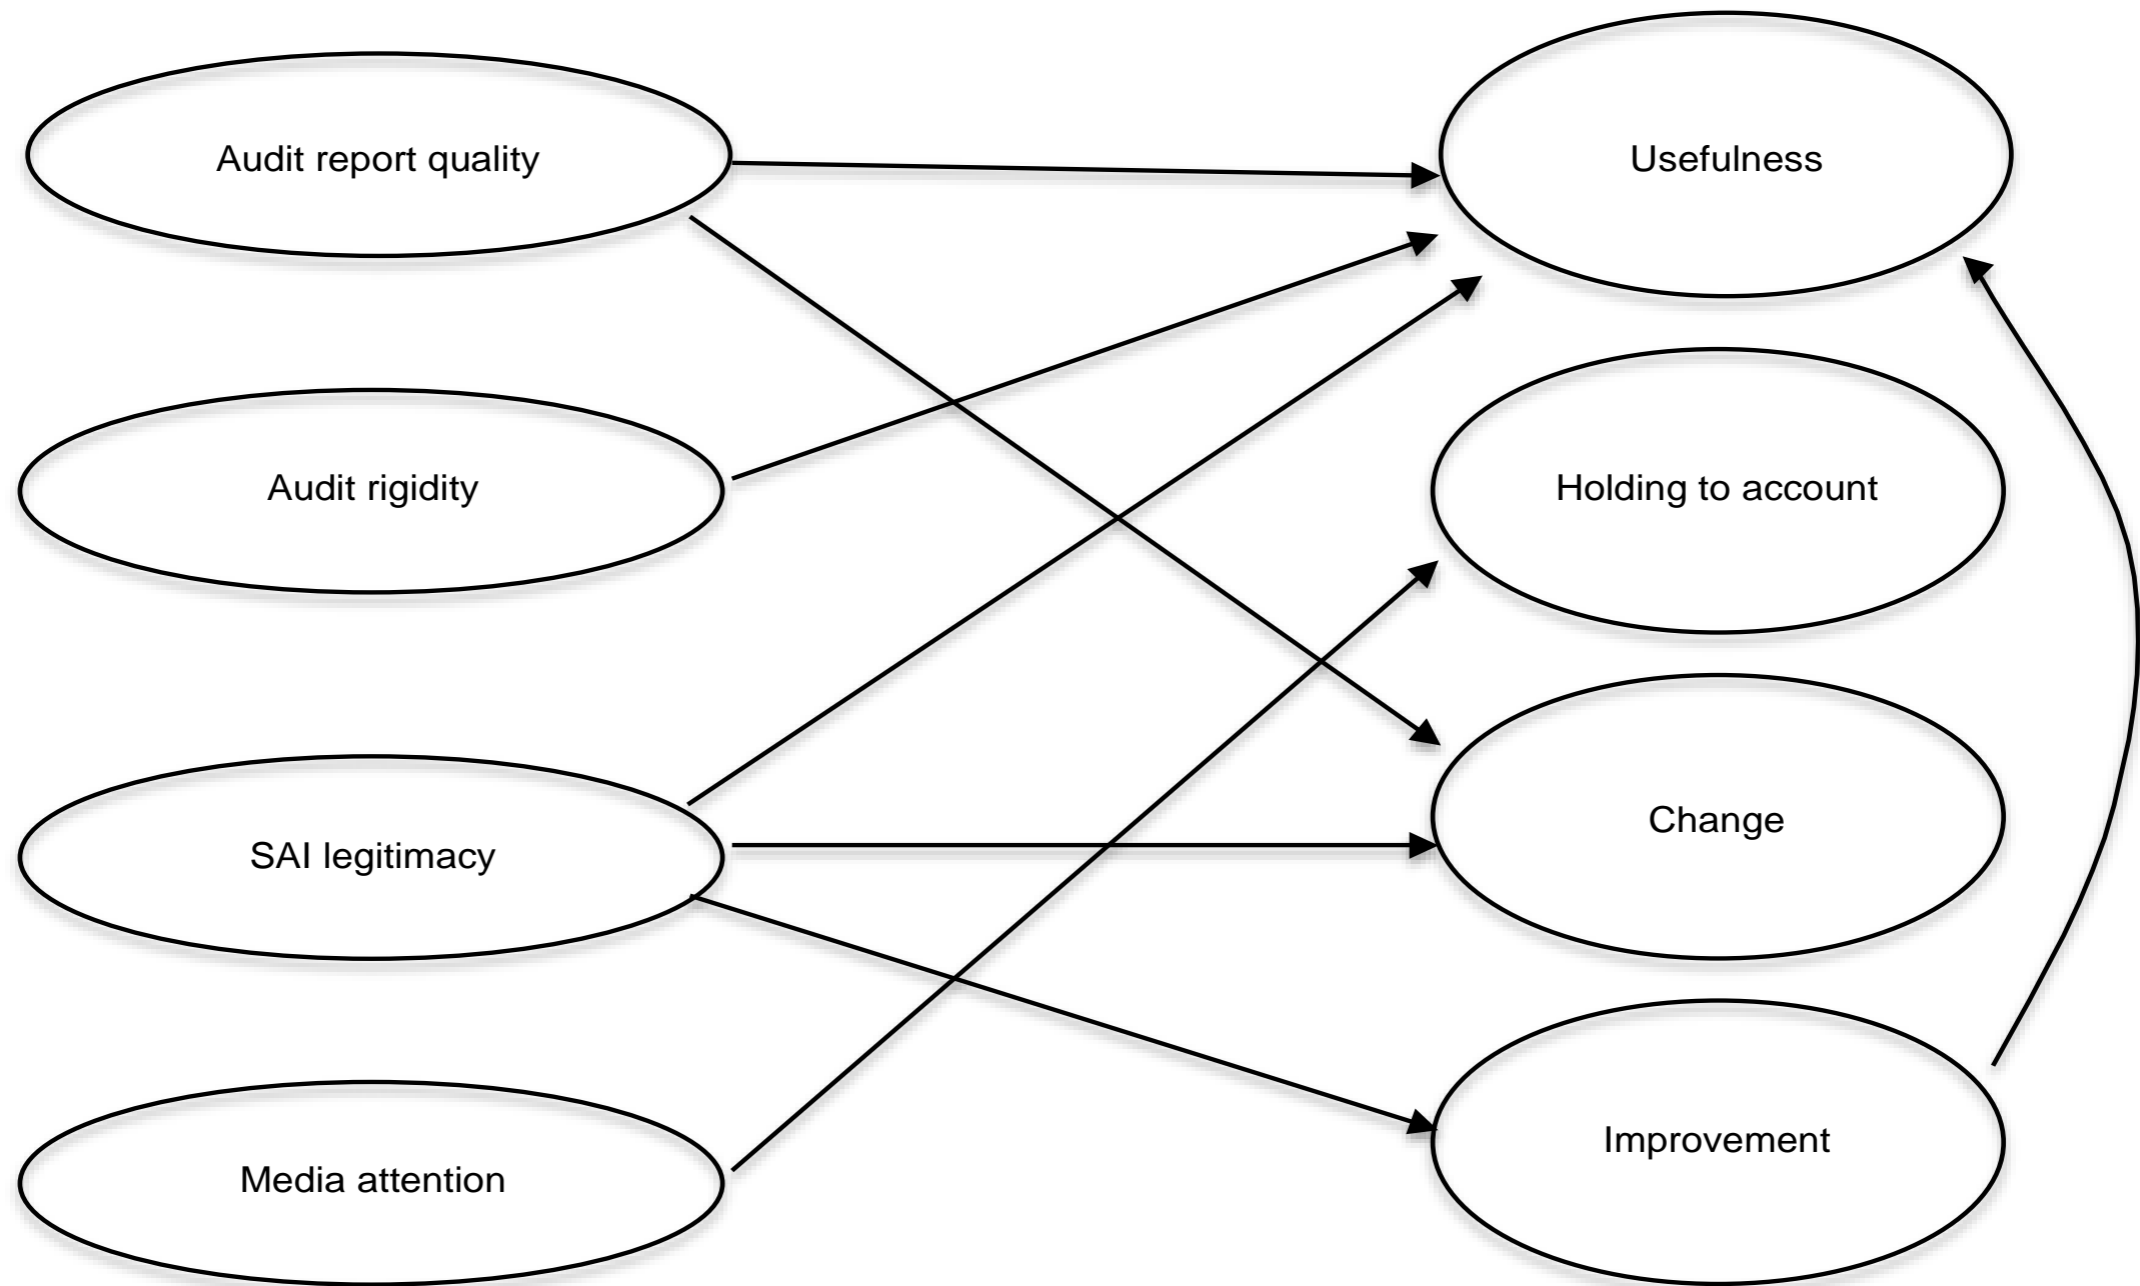 Audit report quality
Usefulness
Audit rigidity
Holding to account
SAI legitimacy
Change
Media attention
Improvement